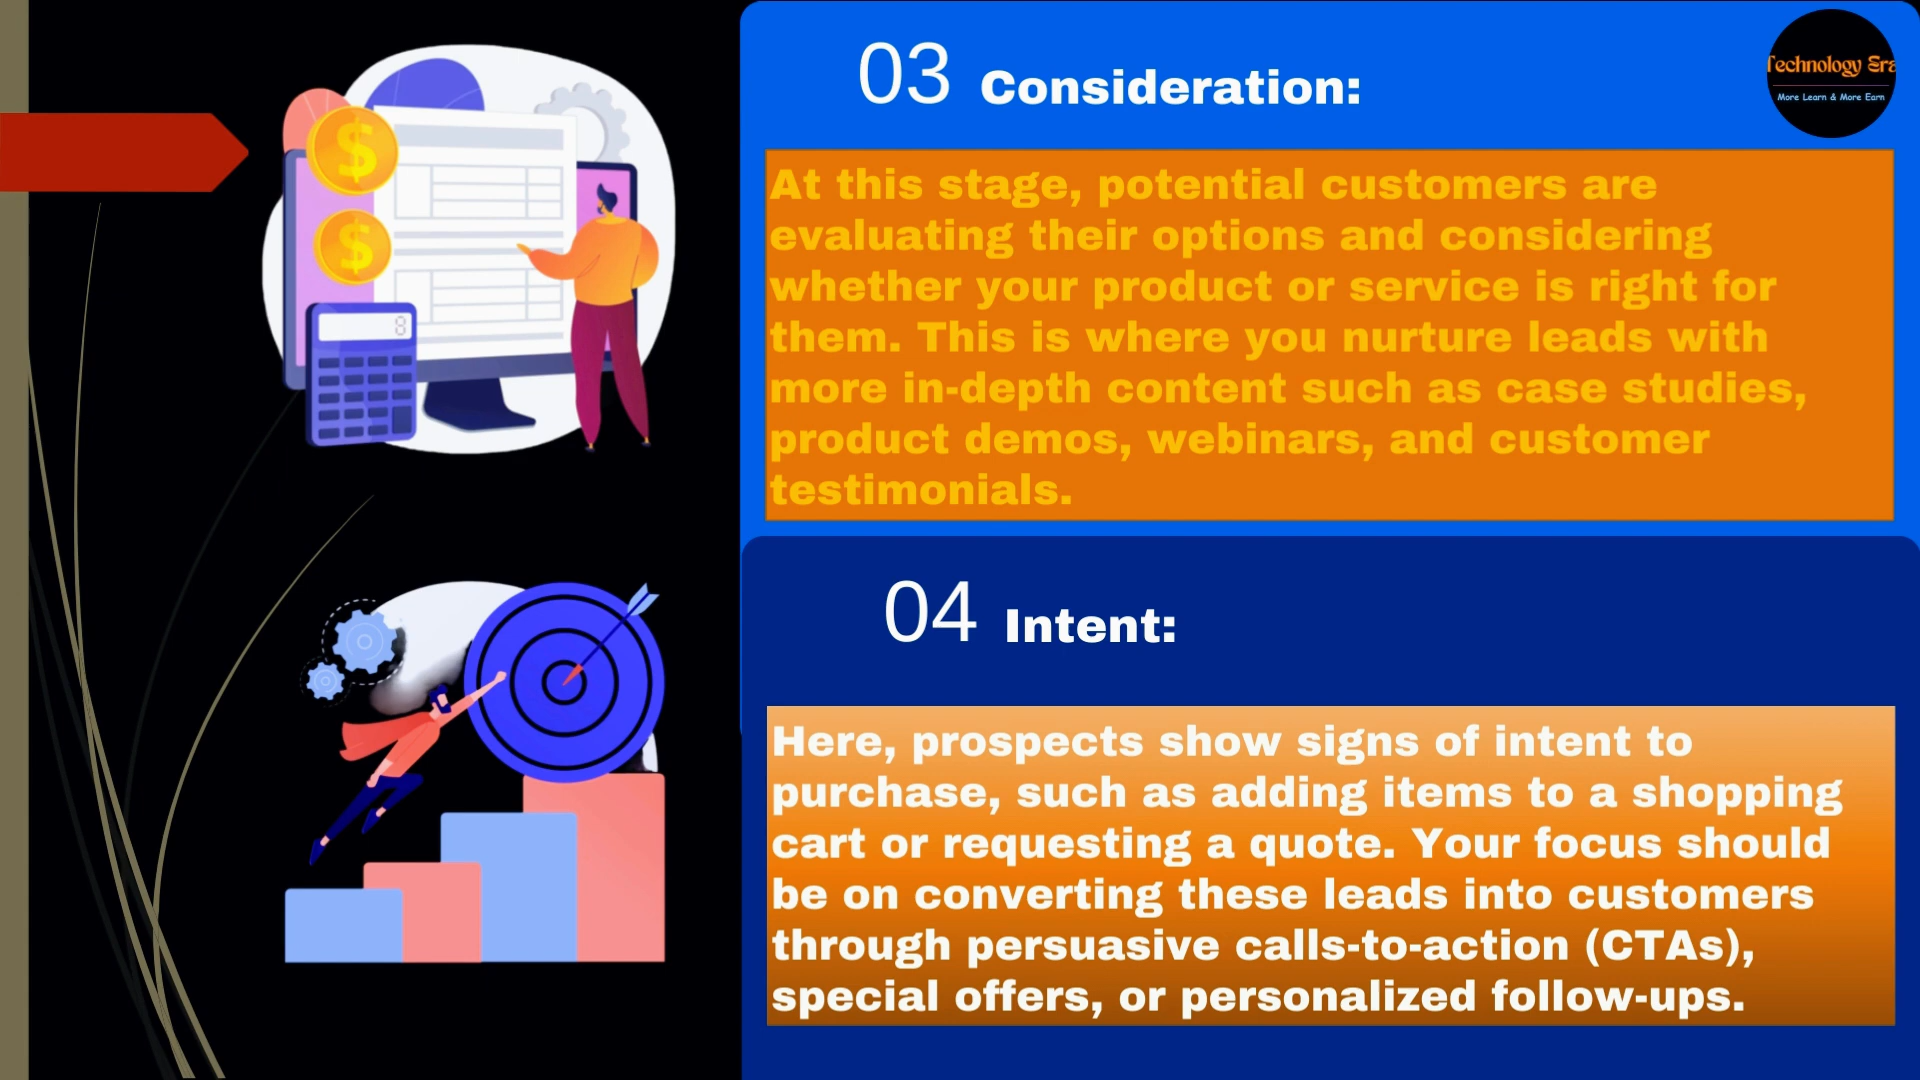 03 Consideration:
Technology Era
More Learn & More Earn
At this stage, potential customers are
evaluating their options and considering
whether your product or service is right for
them. This is where you nurture leads with
more in-depth content such as case studies,
product demos, webinars, and customer
testimonials.
$
$
8
04 Intent:
Here, prospects show signs of intent to
purchase, such as adding items to a shopping
cart or requesting a quote. Your focus should
be on converting these leads into customers
through persuasive calls-to-action (CTAs),
special offers, or personalized follow-ups.